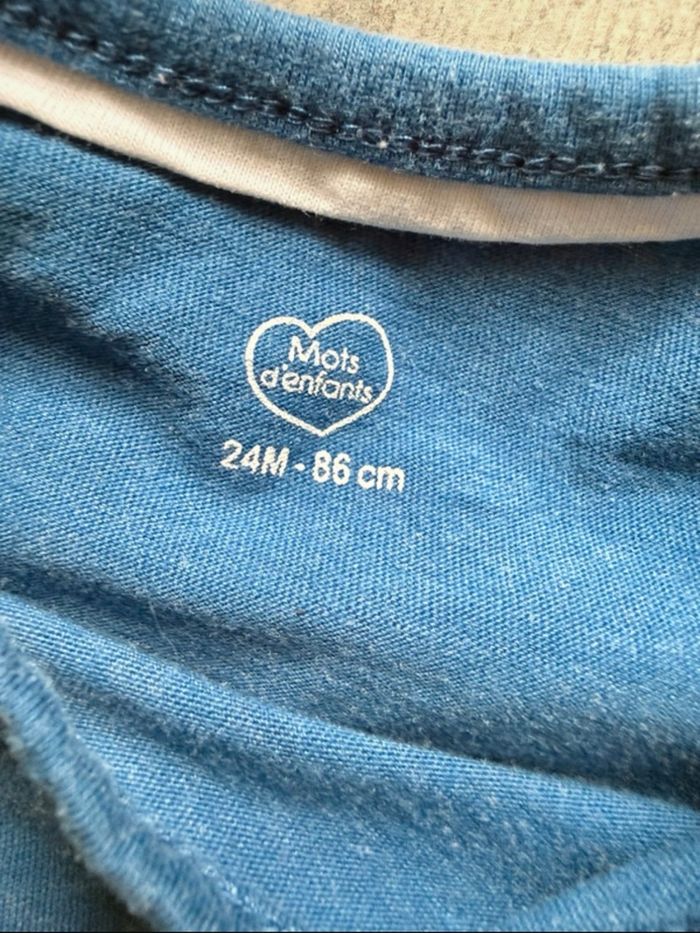 Mots
d'enfants
24M - 86 cm